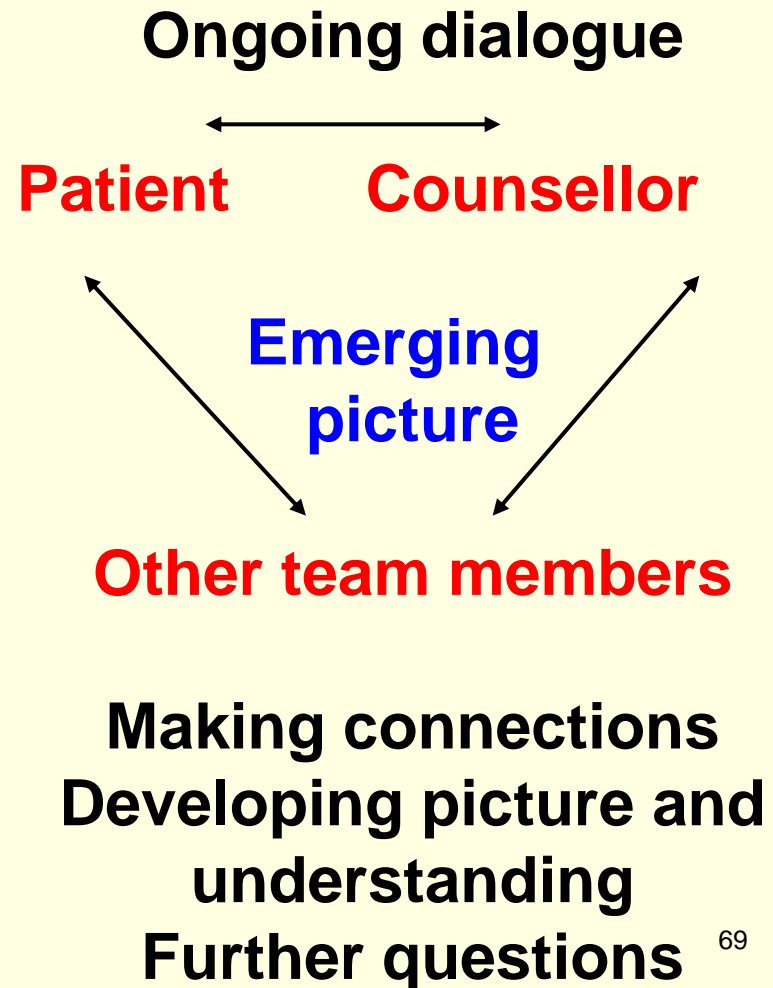 Ongoing dialogue
Patient Counsellor
Emerging
picture
Other team members
Making connections
Developing picture and
understanding
Further questions
69